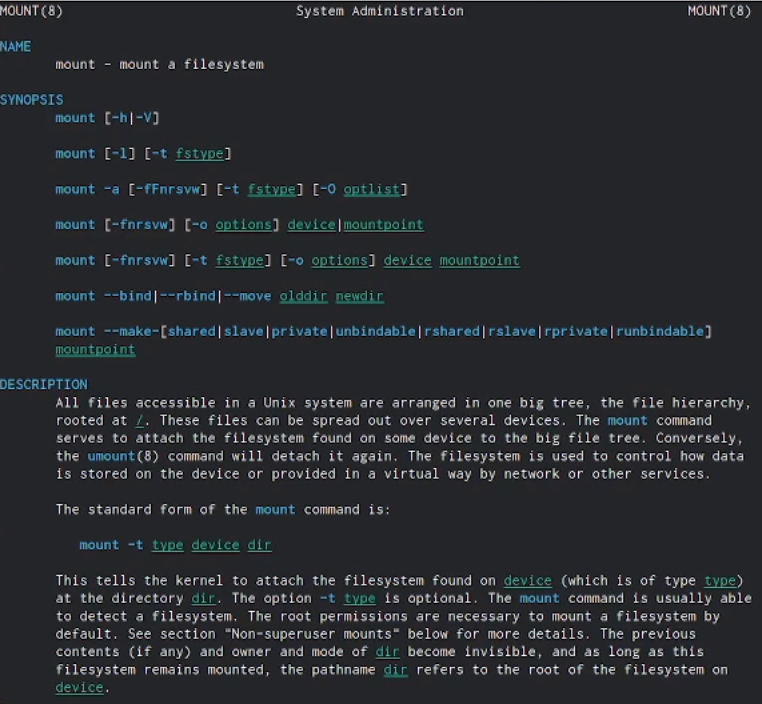 MOUNT(8) System Administration MOUNT(8)
NAME
mount - mount a filesystem
SYNOPSIS
mount [-h|-V]
mount [-l] [-t fstype]
mount -a [-fFnrsvw] [-t fstype] [-O optlist]
mount [-fnrsvw] [-o options] device|mountpoint
mount [-fnrsvw] [-t fstype] [-o options] device mountpoint
mount --bind|--rbind|--move olddir newdir
mount --make-[shared|slave|private|unbindable|rshared|rslave|rprivate|runbindable]
mountpoint
DESCRIPTION
All files accessible in a Unix system are arranged in one big tree, the file hierarchy,
rooted at /. These files can be spread out over several devices. The mount command
serves to attach the filesystem found on some device to the big file tree. Conversely,
the umount(8) command will detach it again. The filesystem is used to control how data
is stored on the device or provided in a virtual way by network or other services.
The standard form of the mount command is:
mount -t type device dir
This tells the kernel to attach the filesystem found on device (which is of type type)
at the directory dir. The option -t type is optional. The mount command is usually able
to detect a filesystem. The root permissions are necessary to mount a filesystem by
default. See section "Non-superuser mounts" below for more details. The previous
contents (if any) and owner and mode of dir become invisible, and as long as this
filesystem remains mounted, the pathname dir refers to the root of the filesystem on
device.